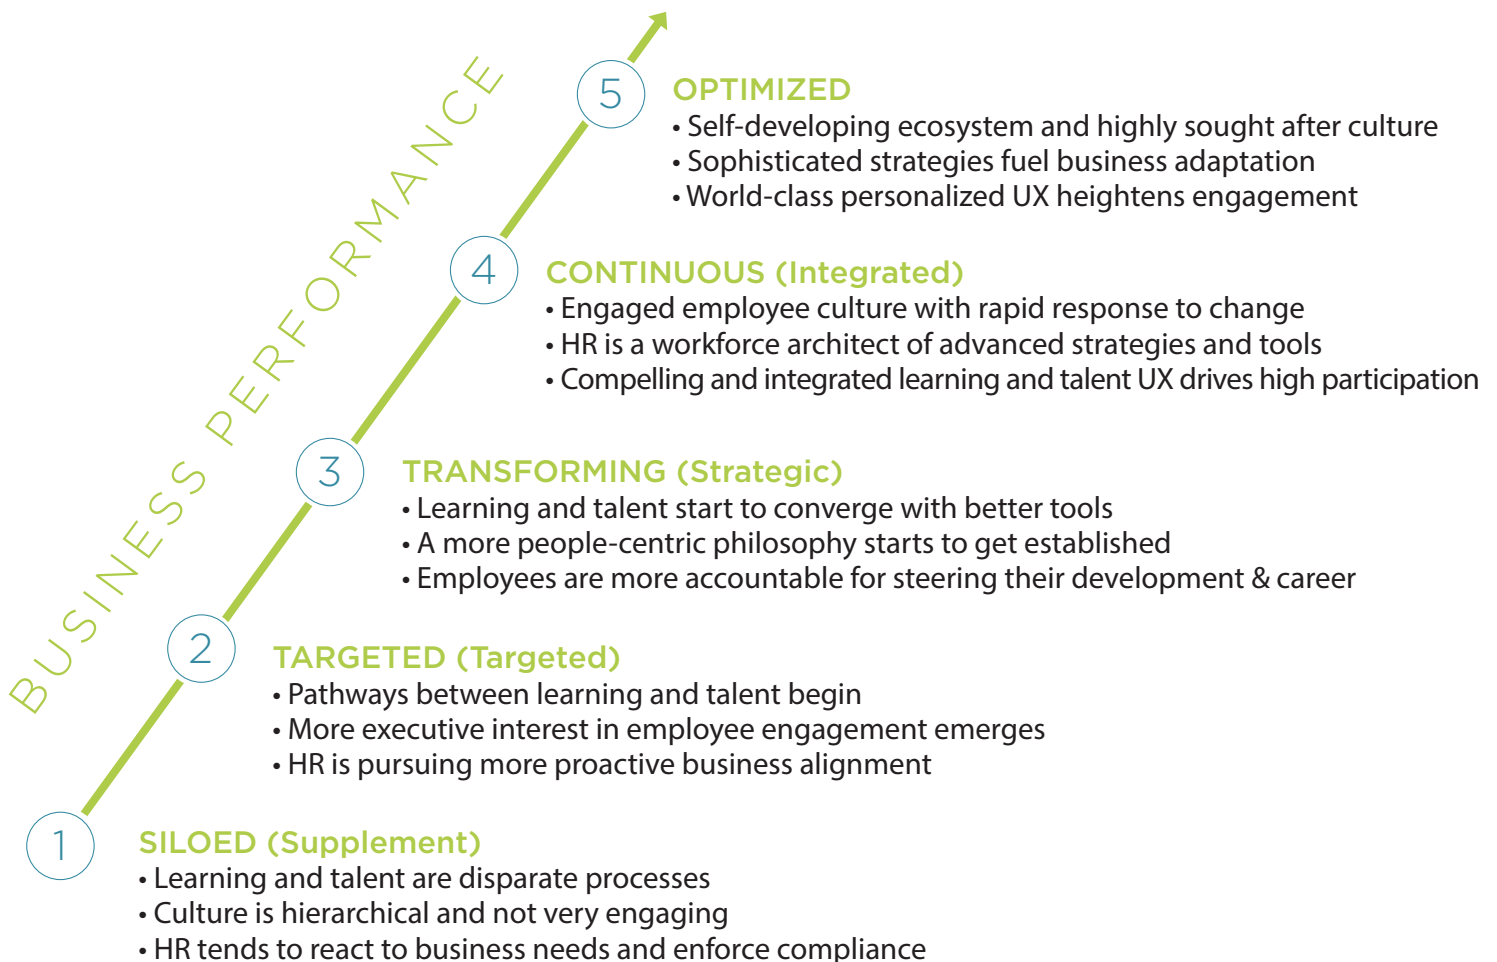 BUSINESS PERFORMANCE
5
OPTIMIZED
• Self-developing ecosystem and highly sought after culture
• Sophisticated strategies fuel business adaptation
• World-class personalized UX heightens engagement
4
CONTINUOUS (Integrated)
• Engaged employee culture with rapid response to change
• HR is a workforce architect of advanced strategies and tools
• Compelling and integrated learning and talent UX drives high participation
3
TRANSFORMING (Strategic)
• Learning and talent start to converge with better tools
• A more people-centric philosophy starts to get established
• Employees are more accountable for steering their development & career
2
TARGETED (Targeted)
• Pathways between learning and talent begin
• More executive interest in employee engagement emerges
• HR is pursuing more proactive business alignment
1
SILOED (Supplement)
• Learning and talent are disparate processes
• Culture is hierarchical and not very engaging
• HR tends to react to business needs and enforce compliance